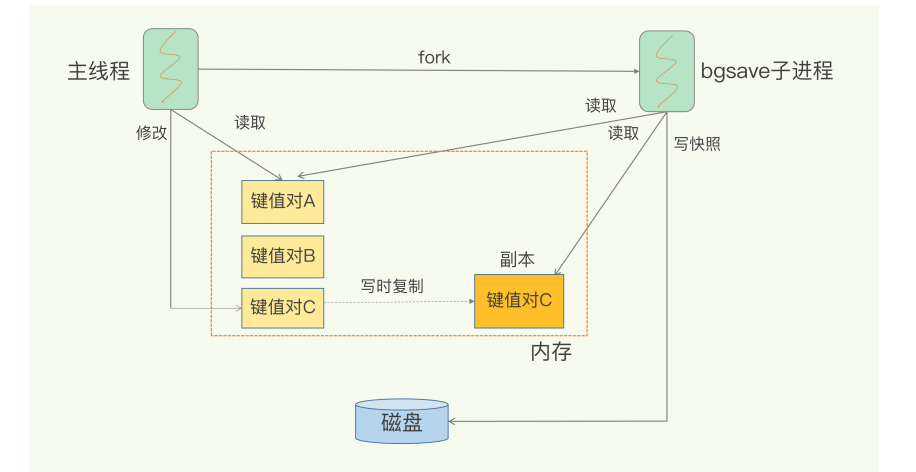 fork
主线程
bgsave子进程
读取
修改
读取
读取
写快照
键值对A
键值对B
副本
写时复制
键值对C
键值对C
内存
磁盘